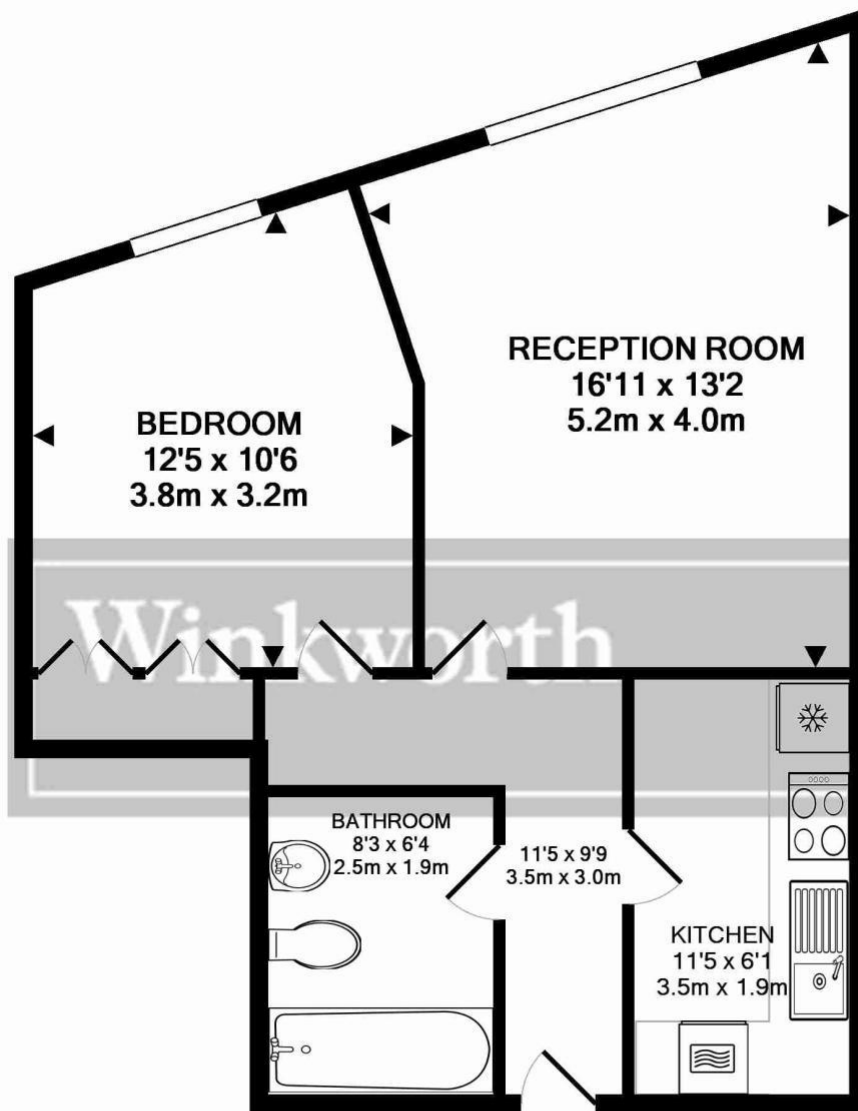 RECEPTION ROOM
16'11 x 13'2
5.2m x 4.0m
BEDROOM
12'5 x 10'6
3.8m x 3.2m
Winkworth
BATHROOM
8'3 x 6'4
2.5m x 1.9m
11'5 x 9'9
3.5m x 3.0m
KITCHEN
11'5 x 6'1
3.5m x 1.9m